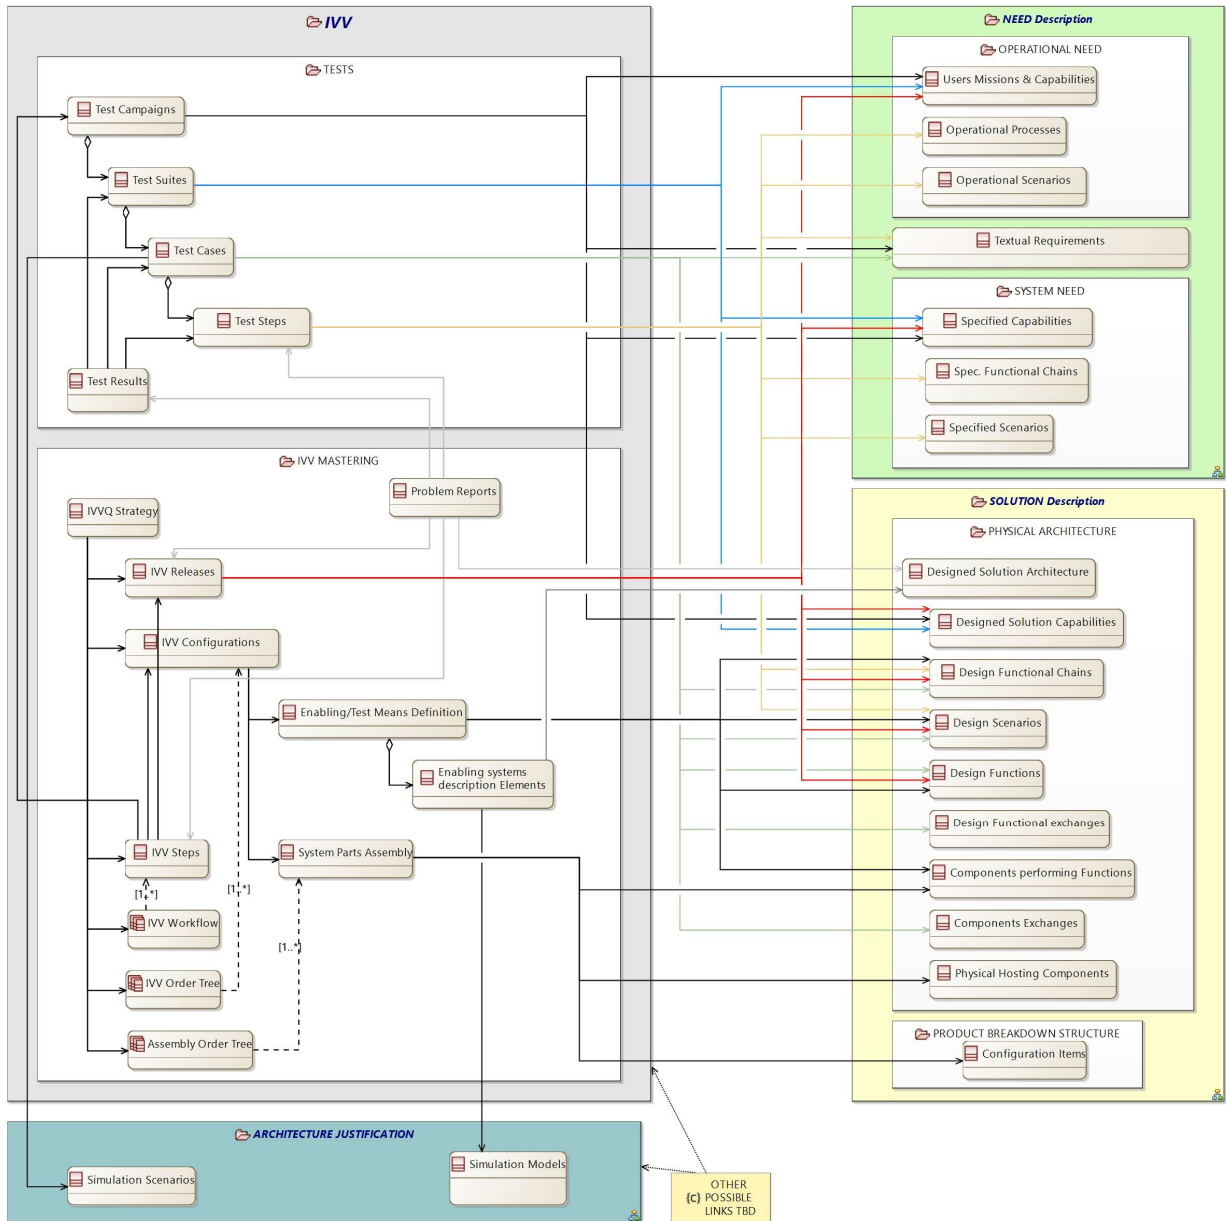 IVV
TESTS
Test Campaigns
Test Suites
Test Cases
Test Steps
Test Results
IVV MASTERING
Problem Reports
IVVQ Strategy
IVV Releases
IVV Configurations
Enabling/Test Means Definition
Enabling systems
description Elements
IVV Steps
System Parts Assembly
[1..*]
[1..*]
IVV Workflow
[1..*]
IVV Order Tree
Assembly Order Tree
NEED Description
OPERATIONAL NEED
Users Missions & Capabilities
Operational Processes
Operational Scenarios
Textual Requirements
SYSTEM NEED
Specified Capabilities
Spec. Functional Chains
Specified Scenarios
SOLUTION Description
PHYSICAL ARCHITECTURE
Designed Solution Architecture
Designed Solution Capabilities
Design Functional Chains
Design Scenarios
Design Functions
Design Functional exchanges
Components performing Functions
Components Exchanges
Physical Hosting Components
PRODUCT BREAKDOWN STRUCTURE
Configuration Items
ARCHITECTURE JUSTIFICATION
Simulation Scenarios
Simulation Models
OTHER
{c} POSSIBLE
LINKS TBD